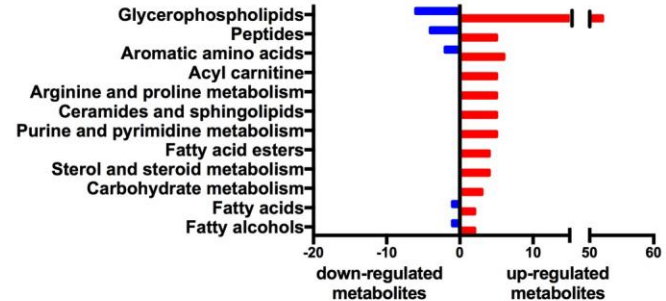 Glycerophospholipids
Peptides
Aromatic amino acids
Acyl carnitine
Arginine and proline metabolism
Ceramides and sphingolipids
Purine and pyrimidine metabolism
Fatty acid esters
Sterol and steroid metabolism
Carbohydrate metabolism
Fatty acids
Fatty alcohols
-20 -10 0 10 50 60
down-regulated up-regulated
metabolites metabolites